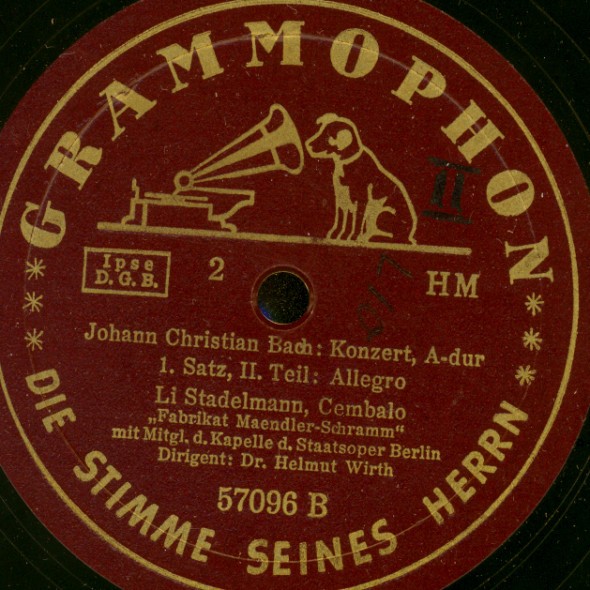 GRAMMOPHON
II
Ipse
D. G. B.
2
HM
Johann Christian Bach: Konzert, A-dur
1. Satz, II. Teil: Allegro
Li Stadelmann, Cembalo
„Fabrikat Maendler-Schramm“
mit Mitgl. d. Kapelle d. Staatsoper Berlin
Dirigent: Dr. Helmut Wirth
57096 B
*** DIE STIMME SEINES HERRN ***